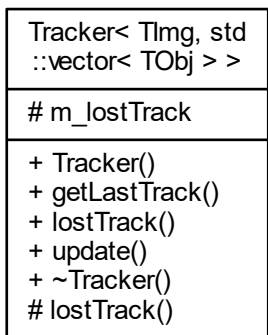 Tracker< TImg, std
::vector< TObj > >
# m_lostTrack
+ Tracker()
+ getLastTrack()
+ lostTrack()
+ update()
+ ~Tracker()
# lostTrack()